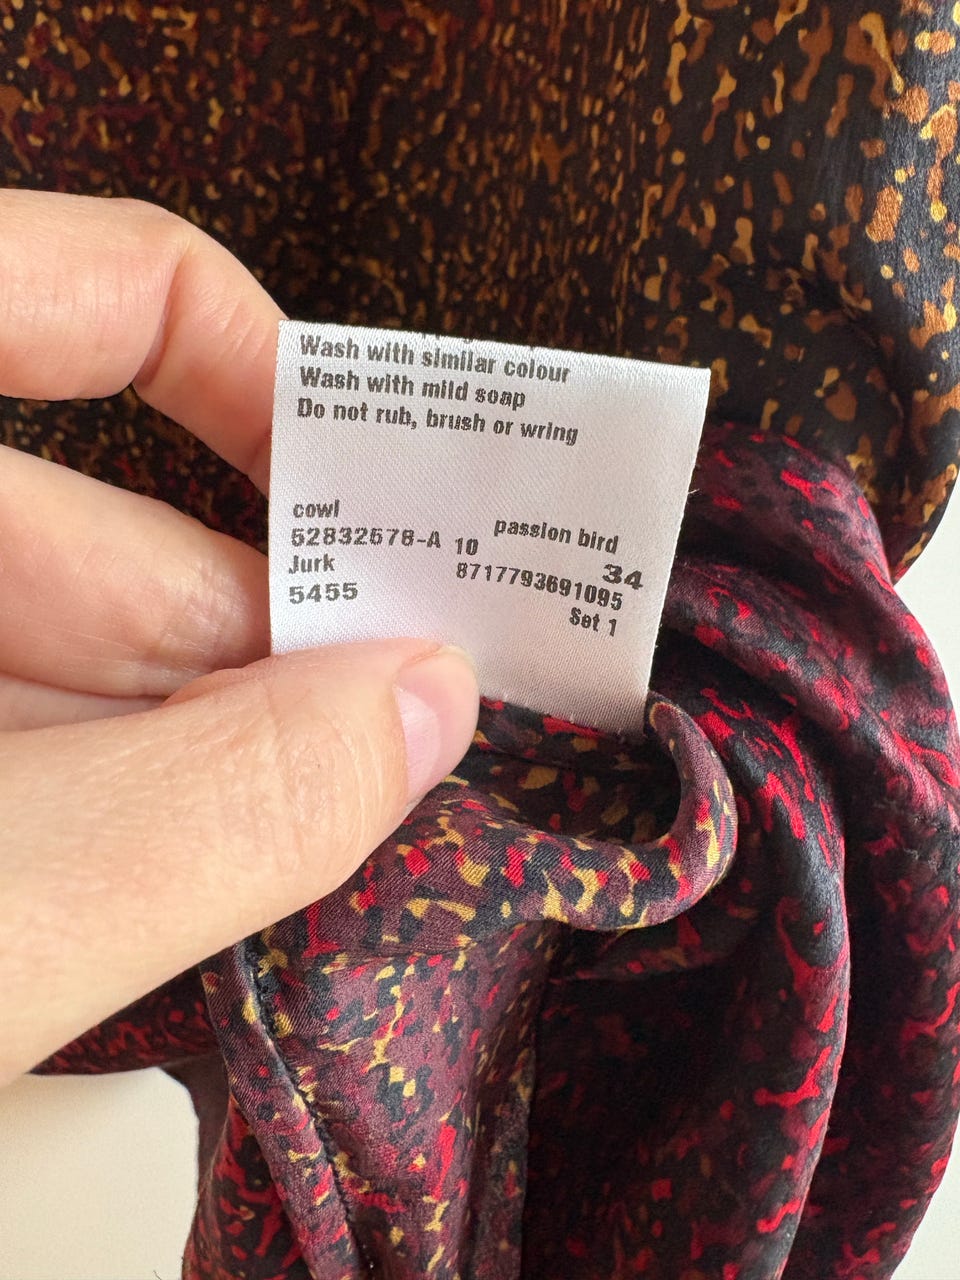 Wash with similar colour
Wash with mild soap
Do not rub, brush or wring
cowl passion bird
52832578-A 10 34
Jurk 8717793691095
5455 Set 1